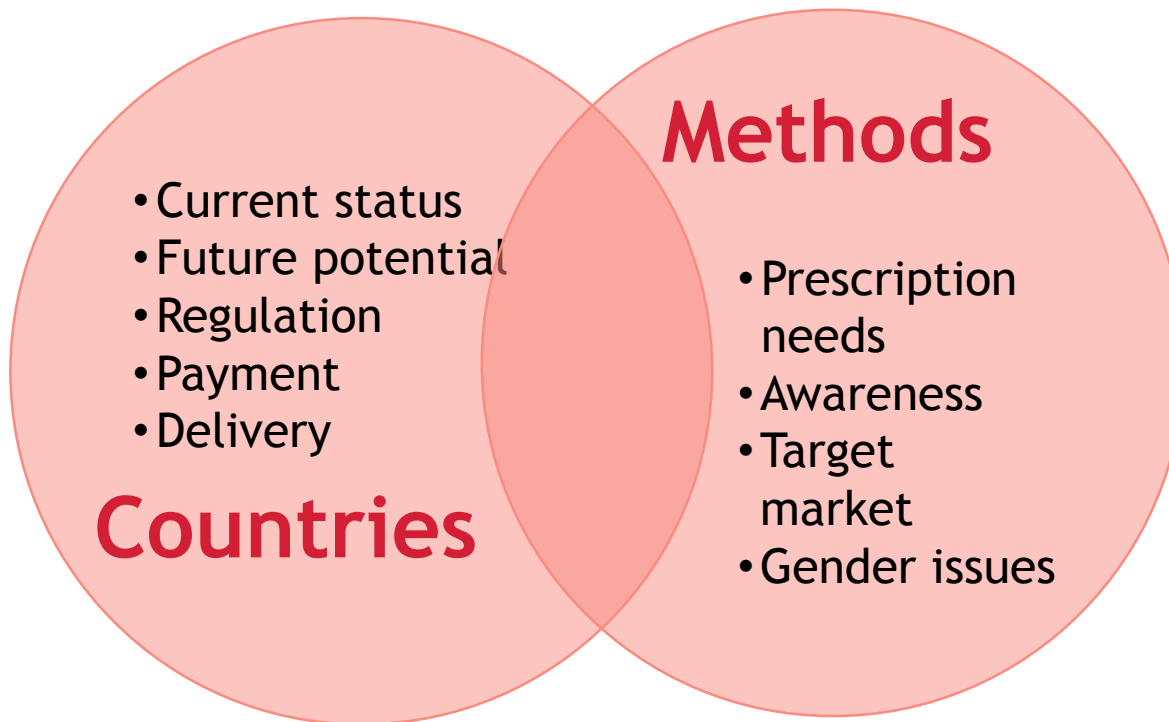 • Current status
• Future potential
• Regulation
• Payment
• Delivery
Countries
Methods
• Prescription
needs
• Awareness
• Target
market
• Gender issues